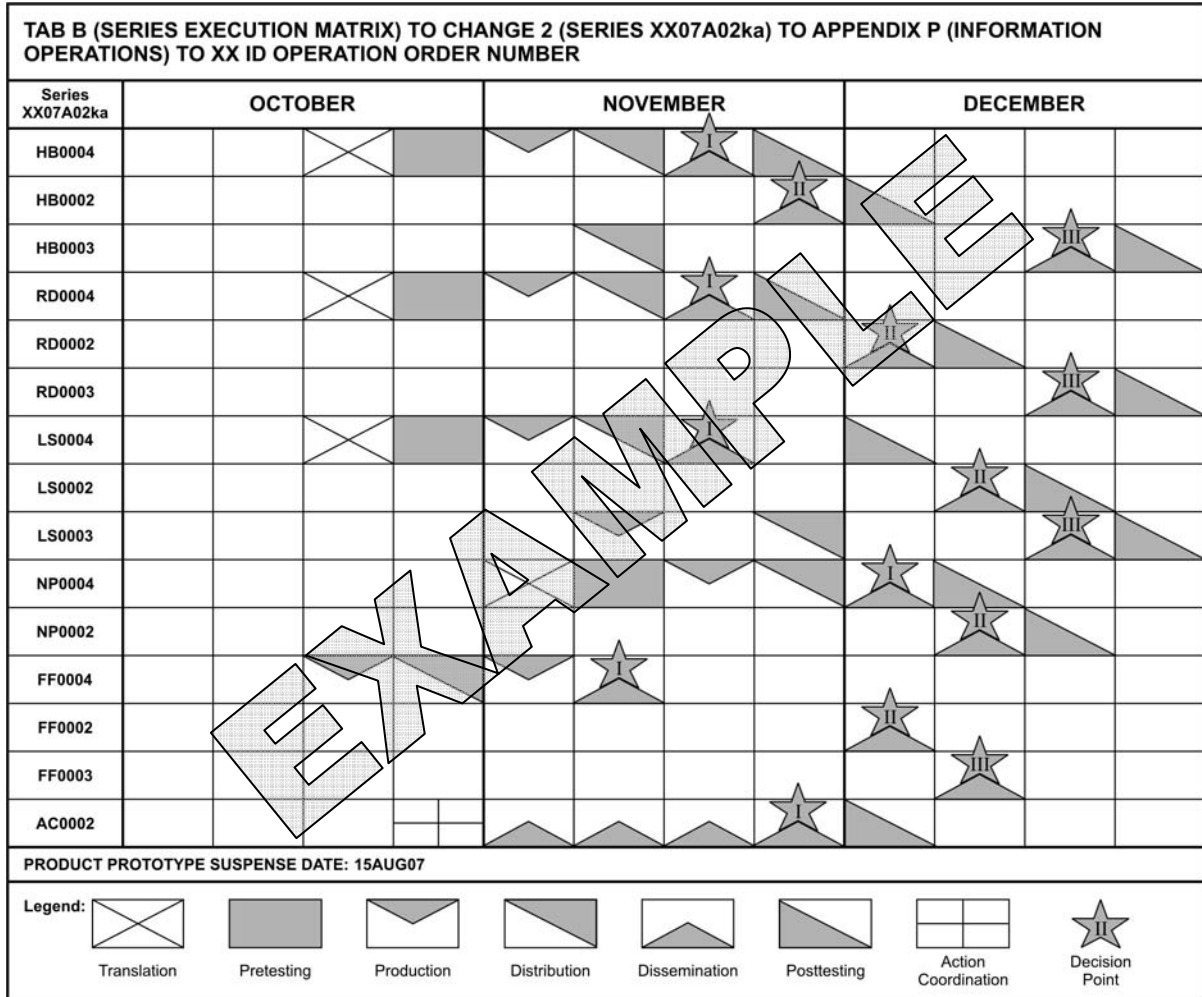 TAB B (SERIES EXECUTION MATRIX) TO CHANGE 2 (SERIES XX07A02ka) TO APPENDIX P (INFORMATION
OPERATIONS) TO XX ID OPERATION ORDER NUMBER
Series
XX07A02ka
OCTOBER NOVEMBER DECEMBER
HB0004 I
HB0002 II
HB0003 III
RD0004 I
RD0002 II
RD0003 III
LS0004 I
LS0002 II
LS0003 III
NP0004 I
NP0002 II
FF0004 I
FF0002 II
FF0003 III
AC0002 I
EXAMPLE
PRODUCT PROTOTYPE SUSPENSE DATE: 15AUG07
Legend:
II
Translation Pretesting Production Distribution Dissemination Posttesting Action
Coordination Decision
Point